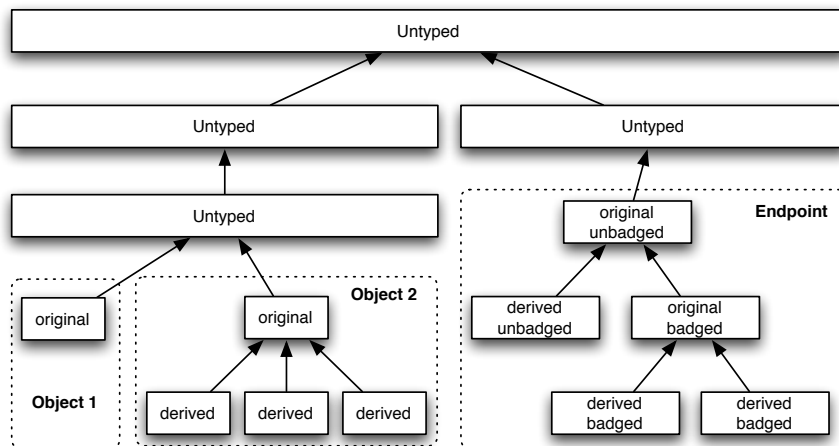 Untyped
Untyped
Untyped
Untyped
original
unbadged
Endpoint
original
Object 1
Object 2
original
derived
derived
derived
derived
unbadged
original
badged
derived
badged
derived
badged